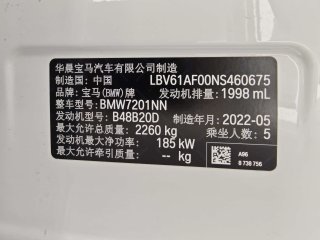 华晨宝马汽车有限公司制造
制造国: 中国 LBV61AF00NS460675
品牌: 宝马(BMW)牌 发动机排量: 1998 mL
整车型号: BMW7201NN
发动机型号: B48B20D 制造年月: 2022-05
最大允许总质量: 2260 kg 乘坐人数: 5
发动机最大净功率: 185 kW
最大允许牵引质量: -- kg
A96
8 738 756